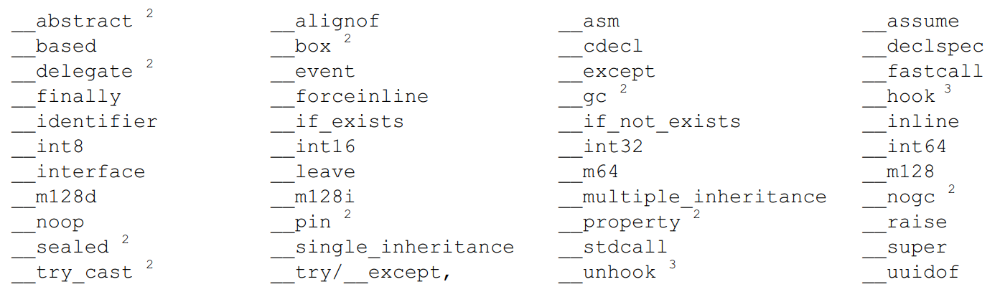 __abstract ² __alignof __asm __assume
__based __box ² __cdecl __declspec
__delegate ² __event __except __fastcall
__finally __forceinline __gc ² __hook ³
__identifier __if_exists __if_not_exists __inline
__int8 __int16 __int32 __int64
__interface __leave __m64 __m128
__m128d __m128i __multiple_inheritance __nogc ²
__noop __pin ² __property ² __raise
__sealed ² __single_inheritance __stdcall __super
__try_cast ² __try/__except, __unhook ³ __uuidof